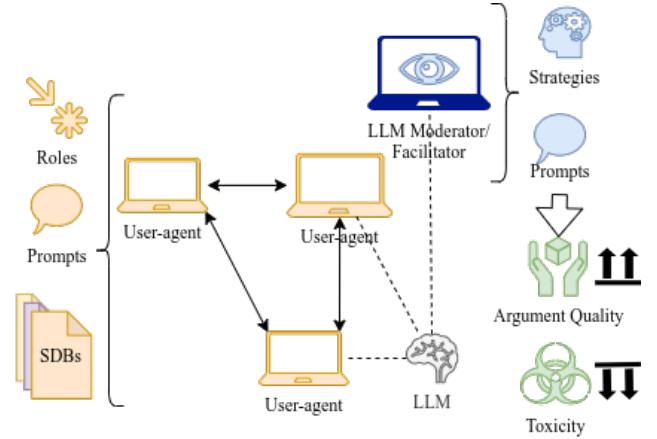 Roles
Prompts
SDBs
User-agent
User-agent
User-agent
LLM Moderator/
Facilitator
LLM
Strategies
Prompts
Argument Quality
Toxicity